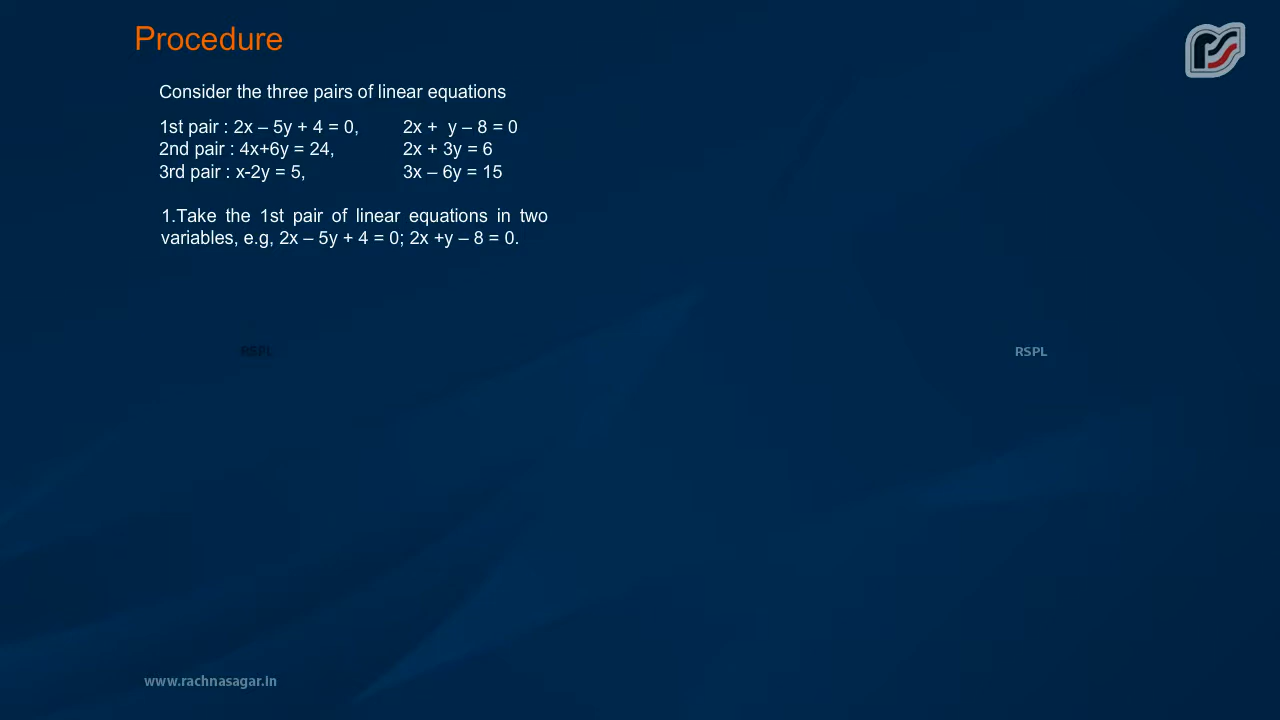 Procedure
Consider the three pairs of linear equations
1st pair : 2x – 5y + 4 = 0, 2x + y – 8 = 0
2nd pair : 4x+6y = 24, 2x + 3y = 6
3rd pair : x-2y = 5, 3x – 6y = 15
1.Take the 1st pair of linear equations in two
variables, e.g, 2x – 5y + 4 = 0; 2x +y – 8 = 0.
RSPL RSPL
www.rachnasagar.in